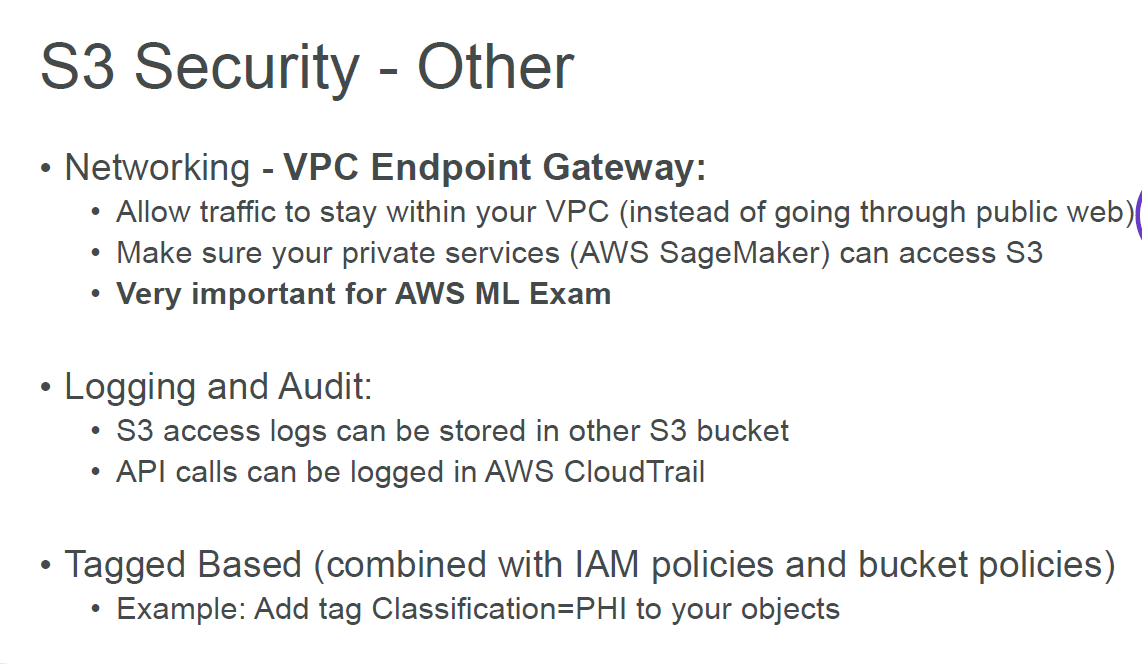 S3 Security - Other
• Networking - VPC Endpoint Gateway:
• Allow traffic to stay within your VPC (instead of going through public web)
• Make sure your private services (AWS SageMaker) can access S3
• Very important for AWS ML Exam
• Logging and Audit:
• S3 access logs can be stored in other S3 bucket
• API calls can be logged in AWS CloudTrail
• Tagged Based (combined with IAM policies and bucket policies)
• Example: Add tag Classification=PHI to your objects